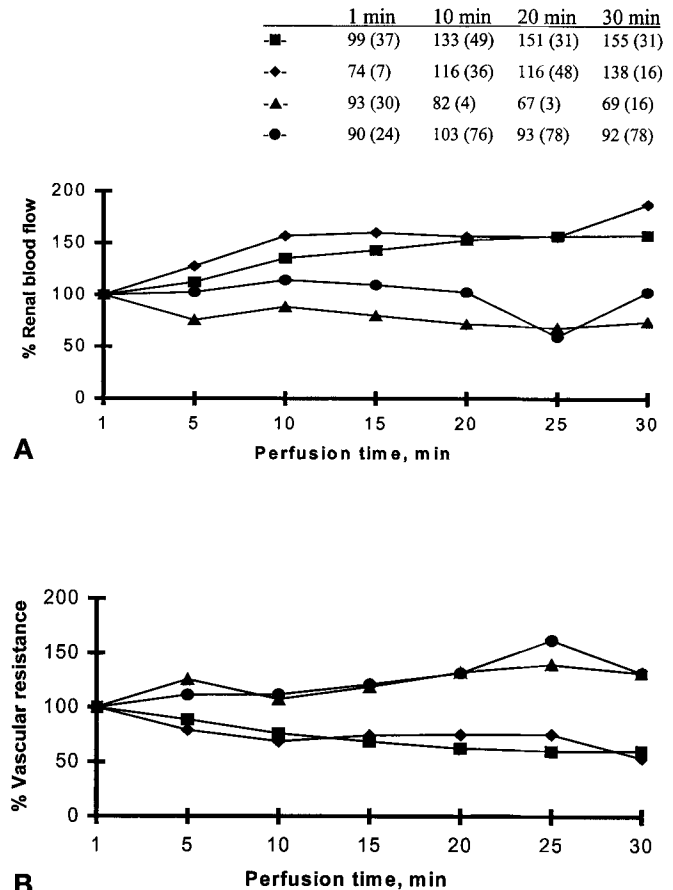 1 min 10 min 20 min 30 min
99 (37) 133 (49) 151 (31) 155 (31)
74 (7) 116 (36) 116 (48) 138 (16)
93 (30) 82 (4) 67 (3) 69 (16)
90 (24) 103 (76) 93 (78) 92 (78)
% Renal blood flow
200
150
100
50
0
1 5 10 15 20 25 30
A
Perfusion time, min
% Vascular resistance
200
150
100
50
0
1 5 10 15 20 25 30
B
Perfusion time, min